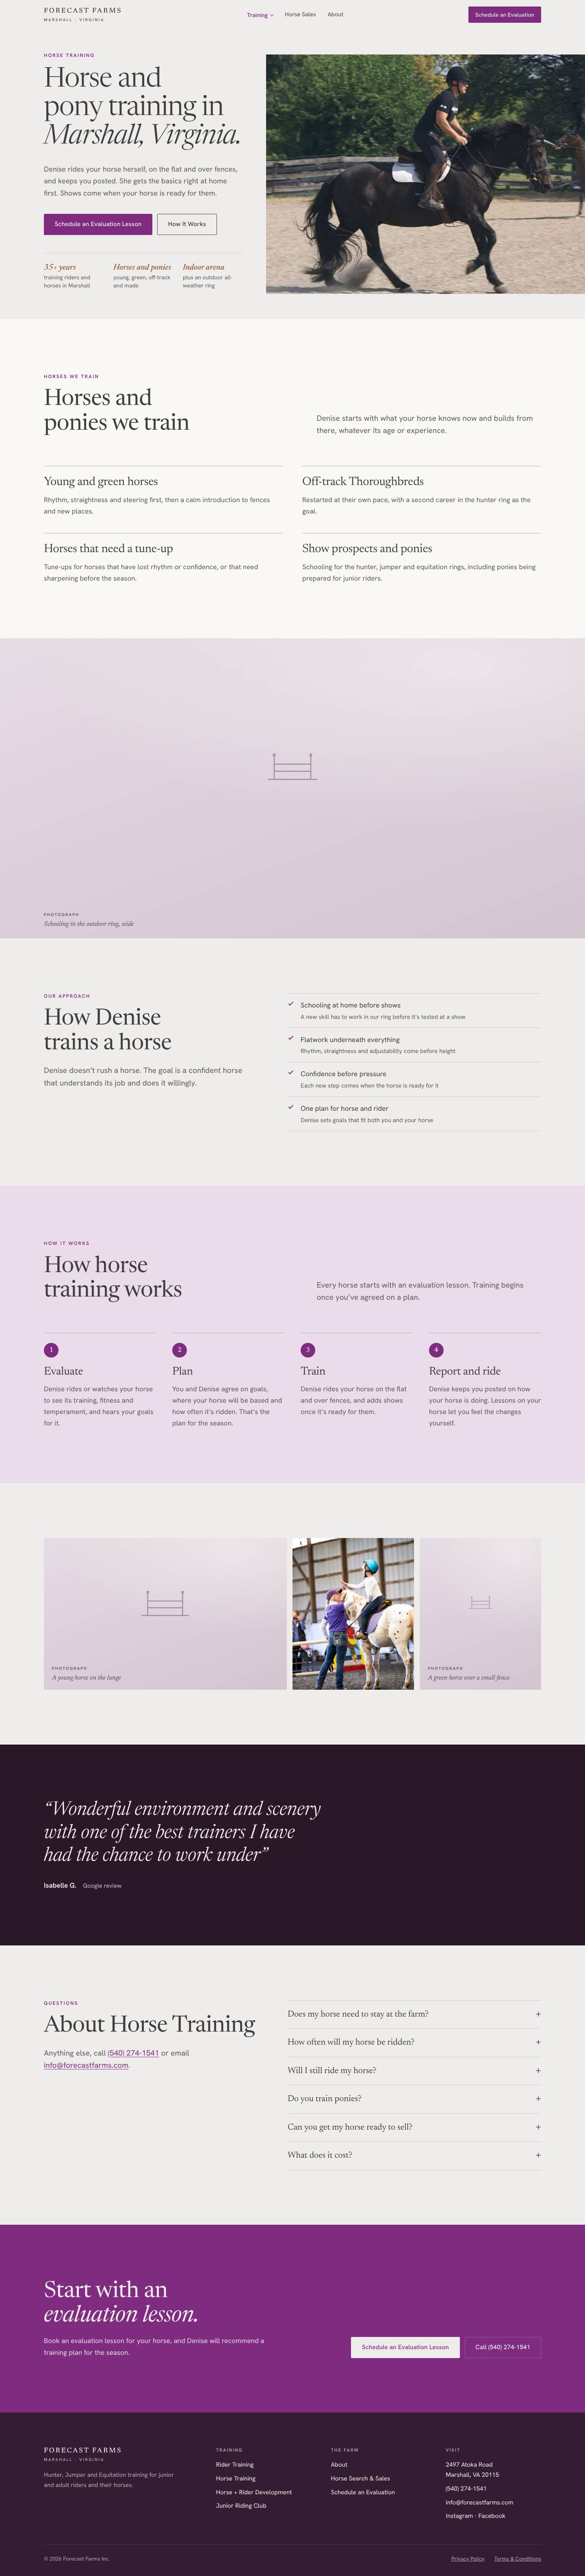 FORECAST FARMS
MARSHALL · VIRGINIA
Training
Horse Sales
About
Schedule an Evaluation
HORSE TRAINING
Horse and
pony training in
Marshall, Virginia.
Denise rides your horse herself, on the flat and over fences,
and keeps you posted. She gets the basics right at home
first. Shows come when your horse is ready for them.
Schedule an Evaluation Lesson
How It Works
35+ years
training riders and
horses in Marshall
Horses and ponies
young, green, off-track
and made
Indoor arena
plus an outdoor all-
weather ring
HORSES WE TRAIN
Horses and
ponies we train
Denise starts with what your horse knows now and builds from
there, whatever its age or experience.
Young and green horses
Rhythm, straightness and steering first, then a calm introduction to fences
and new places.
Off-track Thoroughbreds
Restarted at their own pace, with a second career in the hunter ring as the
goal.
Horses that need a tune-up
Tune-ups for horses that have lost rhythm or confidence, or that need
sharpening before the season.
Show prospects and ponies
Schooling for the hunter, jumper and equitation rings, including ponies being
prepared for junior riders.
PHOTOGRAPH
Schooling in the outdoor ring, wide
OUR APPROACH
How Denise
trains a horse
Denise doesn't rush a horse. The goal is a confident horse
that understands its job and does it willingly.
Schooling at home before shows
A new skill has to work in our ring before it's tested at a show
Flatwork underneath everything
Rhythm, straightness and adjustability come before height
Confidence before pressure
Each new step comes when the horse is ready for it
One plan for horse and rider
Denise sets goals that fit both you and your horse
HOW IT WORKS
How horse
training works
Every horse starts with an evaluation lesson. Training begins
once you've agreed on a plan.
1
Evaluate
Denise rides or watches your horse
to see its training, fitness and
temperament, and hears your goals
for it.
2
Plan
You and Denise agree on goals,
where your horse will be based and
how often it's ridden. That's the
plan for the season.
3
Train
Denise rides your horse on the flat
and over fences, and adds shows
once it's ready for them.
4
Report and ride
Denise keeps you posted on how
your horse is doing. Lessons on your
horse let you feel the changes
yourself.
PHOTOGRAPH
A young horse on the lunge
PHOTOGRAPH
A green horse over a small fence
“Wonderful environment and scenery
with one of the best trainers I have
had the chance to work under”
Isabelle G.
Google review
QUESTIONS
About Horse Training
Anything else, call (540) 274-1541 or email
info@forecastfarms.com.
Does my horse need to stay at the farm?
How often will my horse be ridden?
Will I still ride my horse?
Do you train ponies?
Can you get my horse ready to sell?
What does it cost?
Start with an
evaluation lesson.
Book an evaluation lesson for your horse, and Denise will recommend a
training plan for the season.
Schedule an Evaluation Lesson
Call (540) 274-1541
FORECAST FARMS
MARSHALL · VIRGINIA
Hunter, Jumper and Equitation training for junior
and adult riders and their horses.
TRAINING
Rider Training
Horse Training
Horse + Rider Development
Junior Riding Club
THE FARM
About
Horse Search & Sales
Schedule an Evaluation
VISIT
2497 Atoka Road
Marshall, VA 20115
(540) 274-1541
info@forecastfarms.com
Instagram · Facebook
© 2026 Forecast Farms Inc.
Privacy Policy
Terms & Conditions